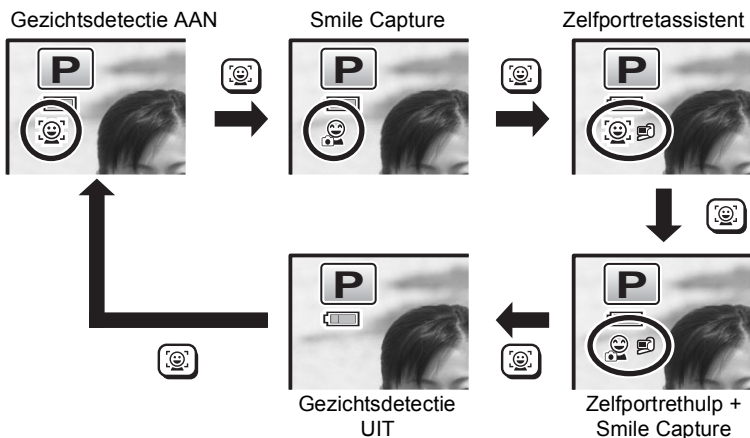 Gezichtsdetectie AAN
Smile Capture
Zelfportretassistent
P
P
P
P
P
Gezichtsdetectie
UIT
Zelfportrethulp +
Smile Capture